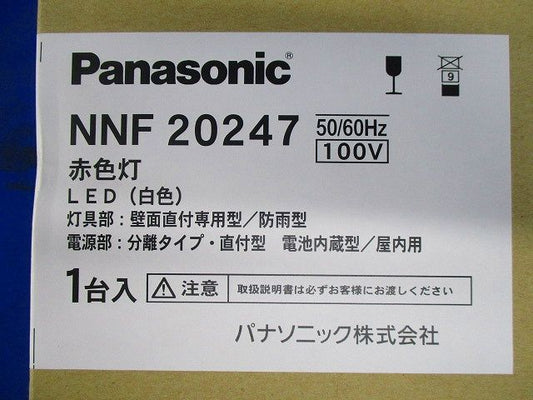 Panasonic®
NNF 20247 50/60Hz
100V
9
赤色灯
LED（白色）
灯具部：壁面直付専用型／防雨型
電源部：分離タイプ・直付型　電池内蔵型／屋内用
1台入 注意 取扱説明書は必ずお客様にお渡しください
パナソニック株式会社